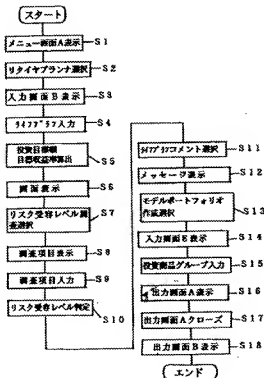 スタート
メニュー画面A表示
S1
リタイヤプランナ選択
S2
入力画面B表示
S3
ﾗｲﾌﾌﾟﾗﾝ入力
S4
投資目標額
目標収益率算出
S5
画面表示
S6
リスク受容レベル調
査選択
S7
調査項目表示
S8
調査項目入力
S9
リスク受容レベル判定
S10
ﾗｲﾌﾌﾟﾗﾝコメント選択
S11
メッセージ表示
S12
モデルポートフォリオ
作成選択
S13
入力画面E表示
S14
投資商品グループ入力
S15
出力画面A表示
S16
出力画面Aクローズ
S17
出力画面B表示
S18
エンド